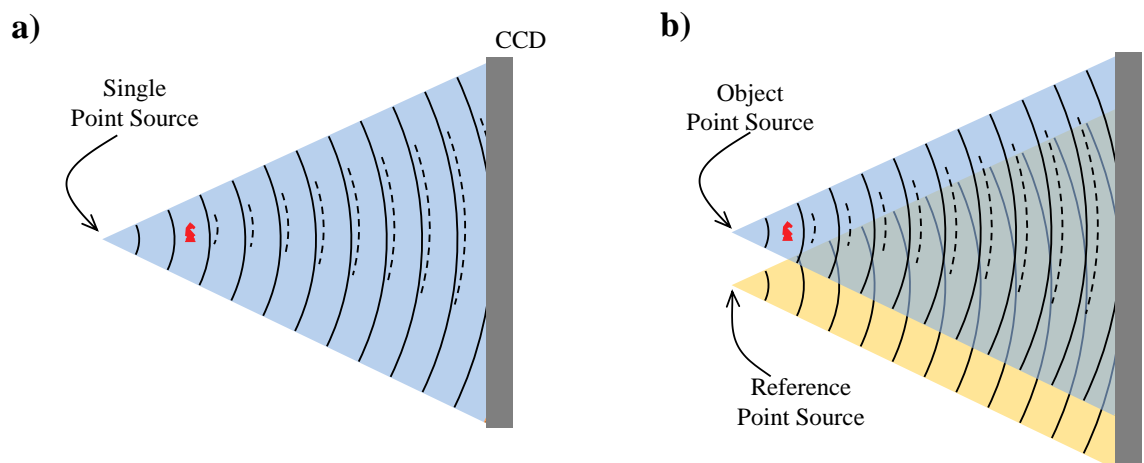 a)
CCD
Single
Point Source
b)
Object
Point Source
Reference
Point Source